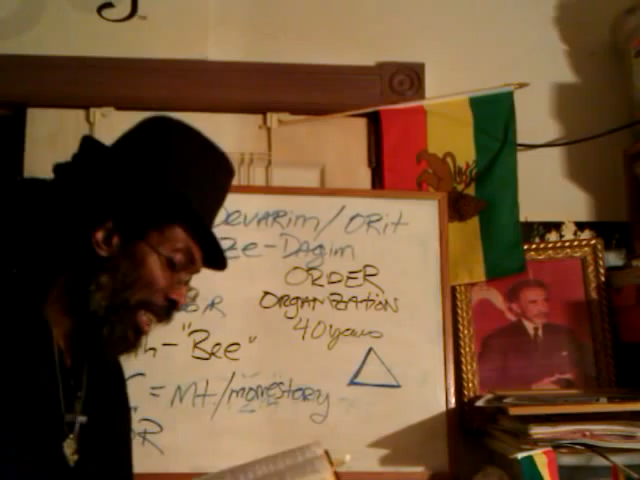 Devarim/ORit
ze-Dagim
ORDER
ORGANIZATION
40 years
"Bee"
= Mt/monestory